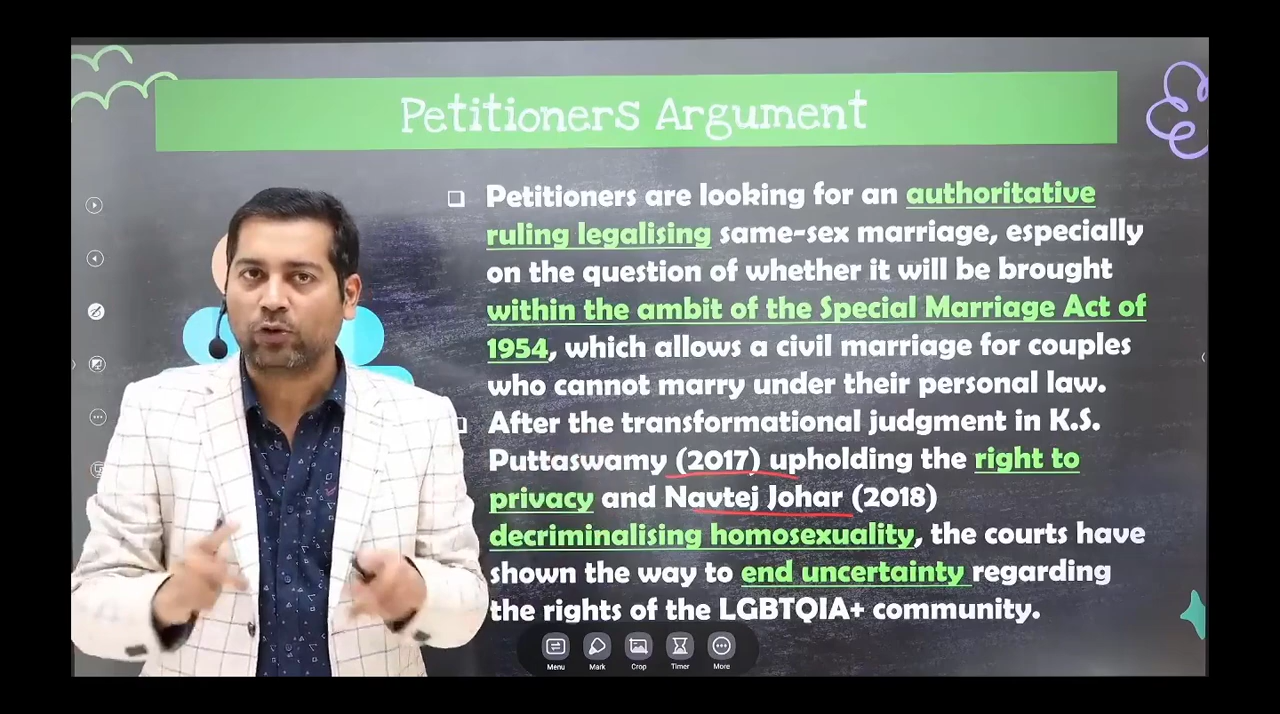 Petitioners Argument
Petitioners are looking for an authoritative
ruling legalising same-sex marriage, especially
on the question of whether it will be brought
within the ambit of the Special Marriage Act of
1954, which allows a civil marriage for couples
who cannot marry under their personal law.
After the transformational judgment in K.S.
Puttaswamy (2017) upholding the right to
privacy and Navtej Johar (2018)
decriminalising homosexuality, the courts have
shown the way to end uncertainty regarding
the rights of the LGBTQIA+ community.
Menu Mark Crop Timer More